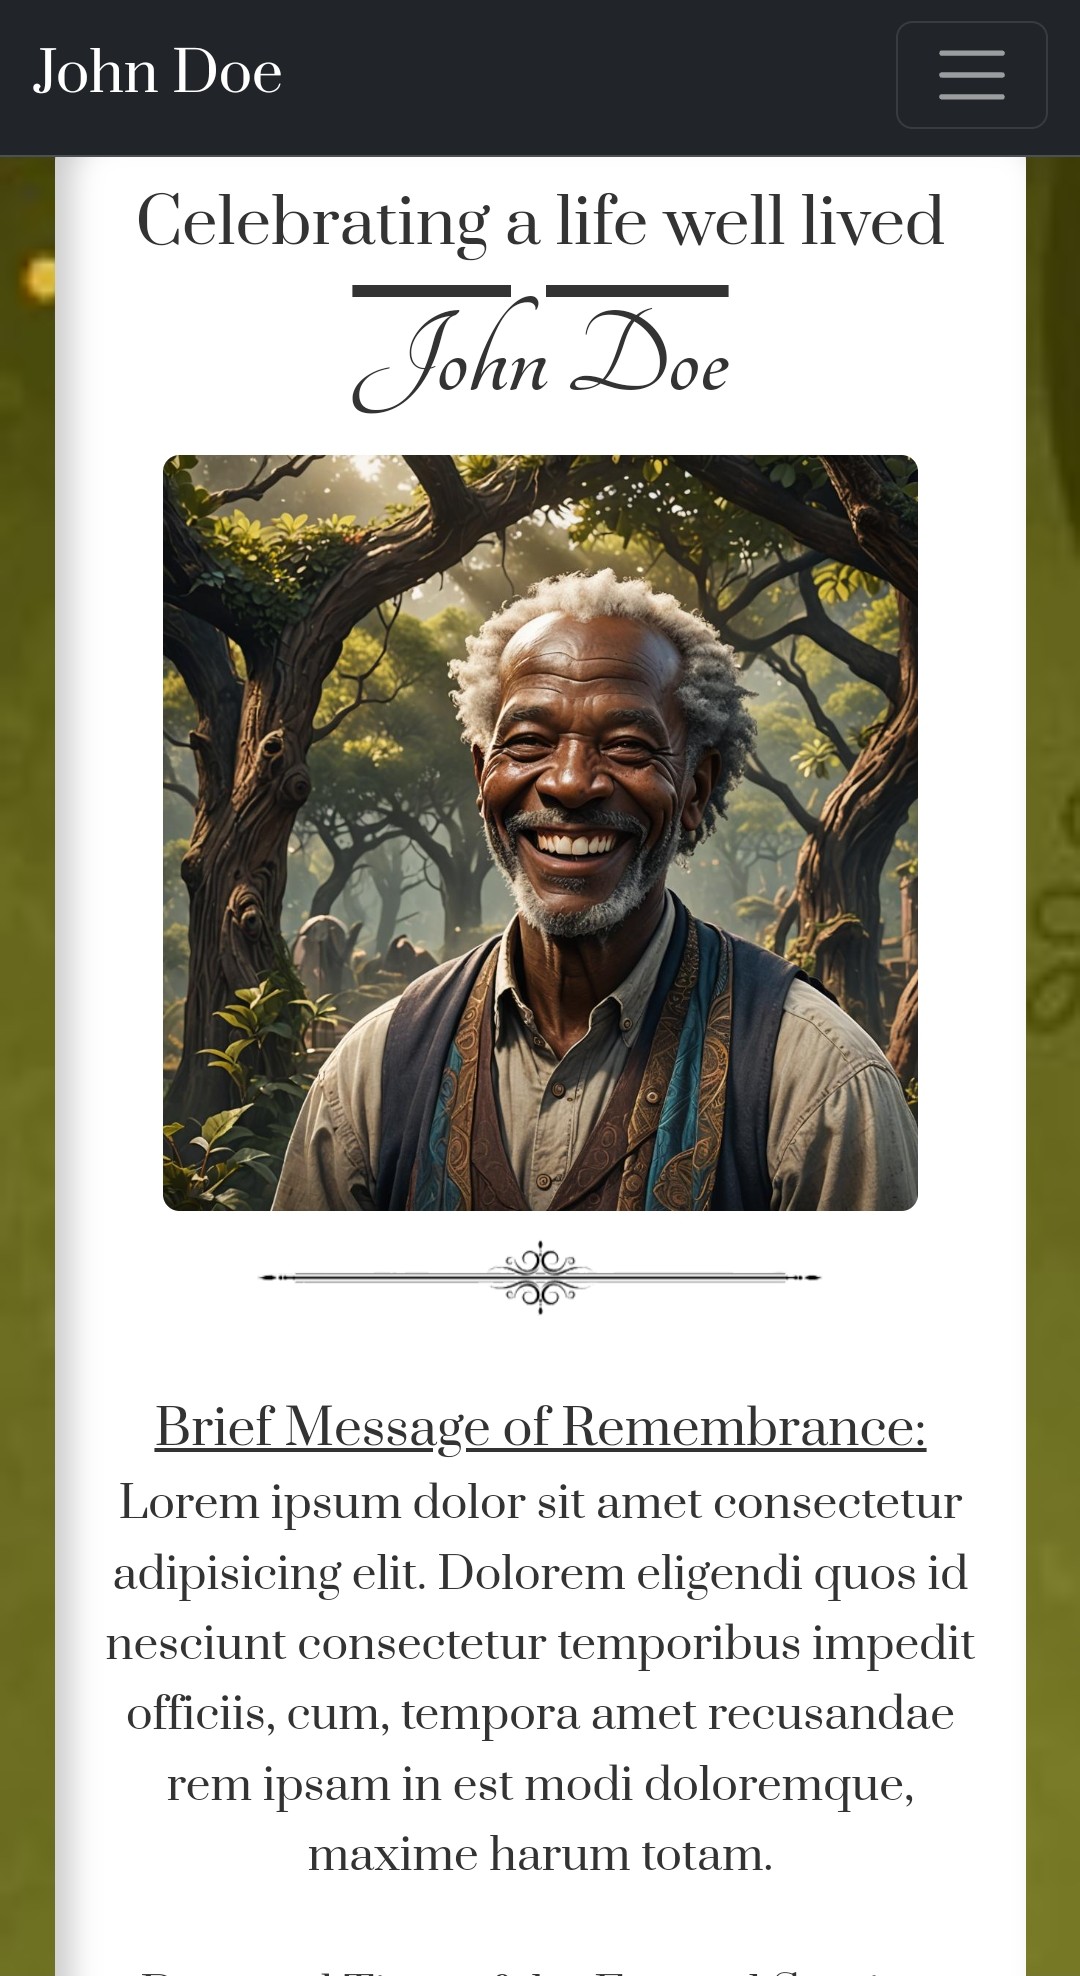 John Doe
Celebrating a life well lived
John Doe
Brief Message of Remembrance:
Lorem ipsum dolor sit amet consectetur
adipisicing elit. Dolorem eligendi quos id
nesciunt consectetur temporibus impedit
officiis, cum, tempora amet recusandae
rem ipsam in est modi doloremque,
maxime harum totam.